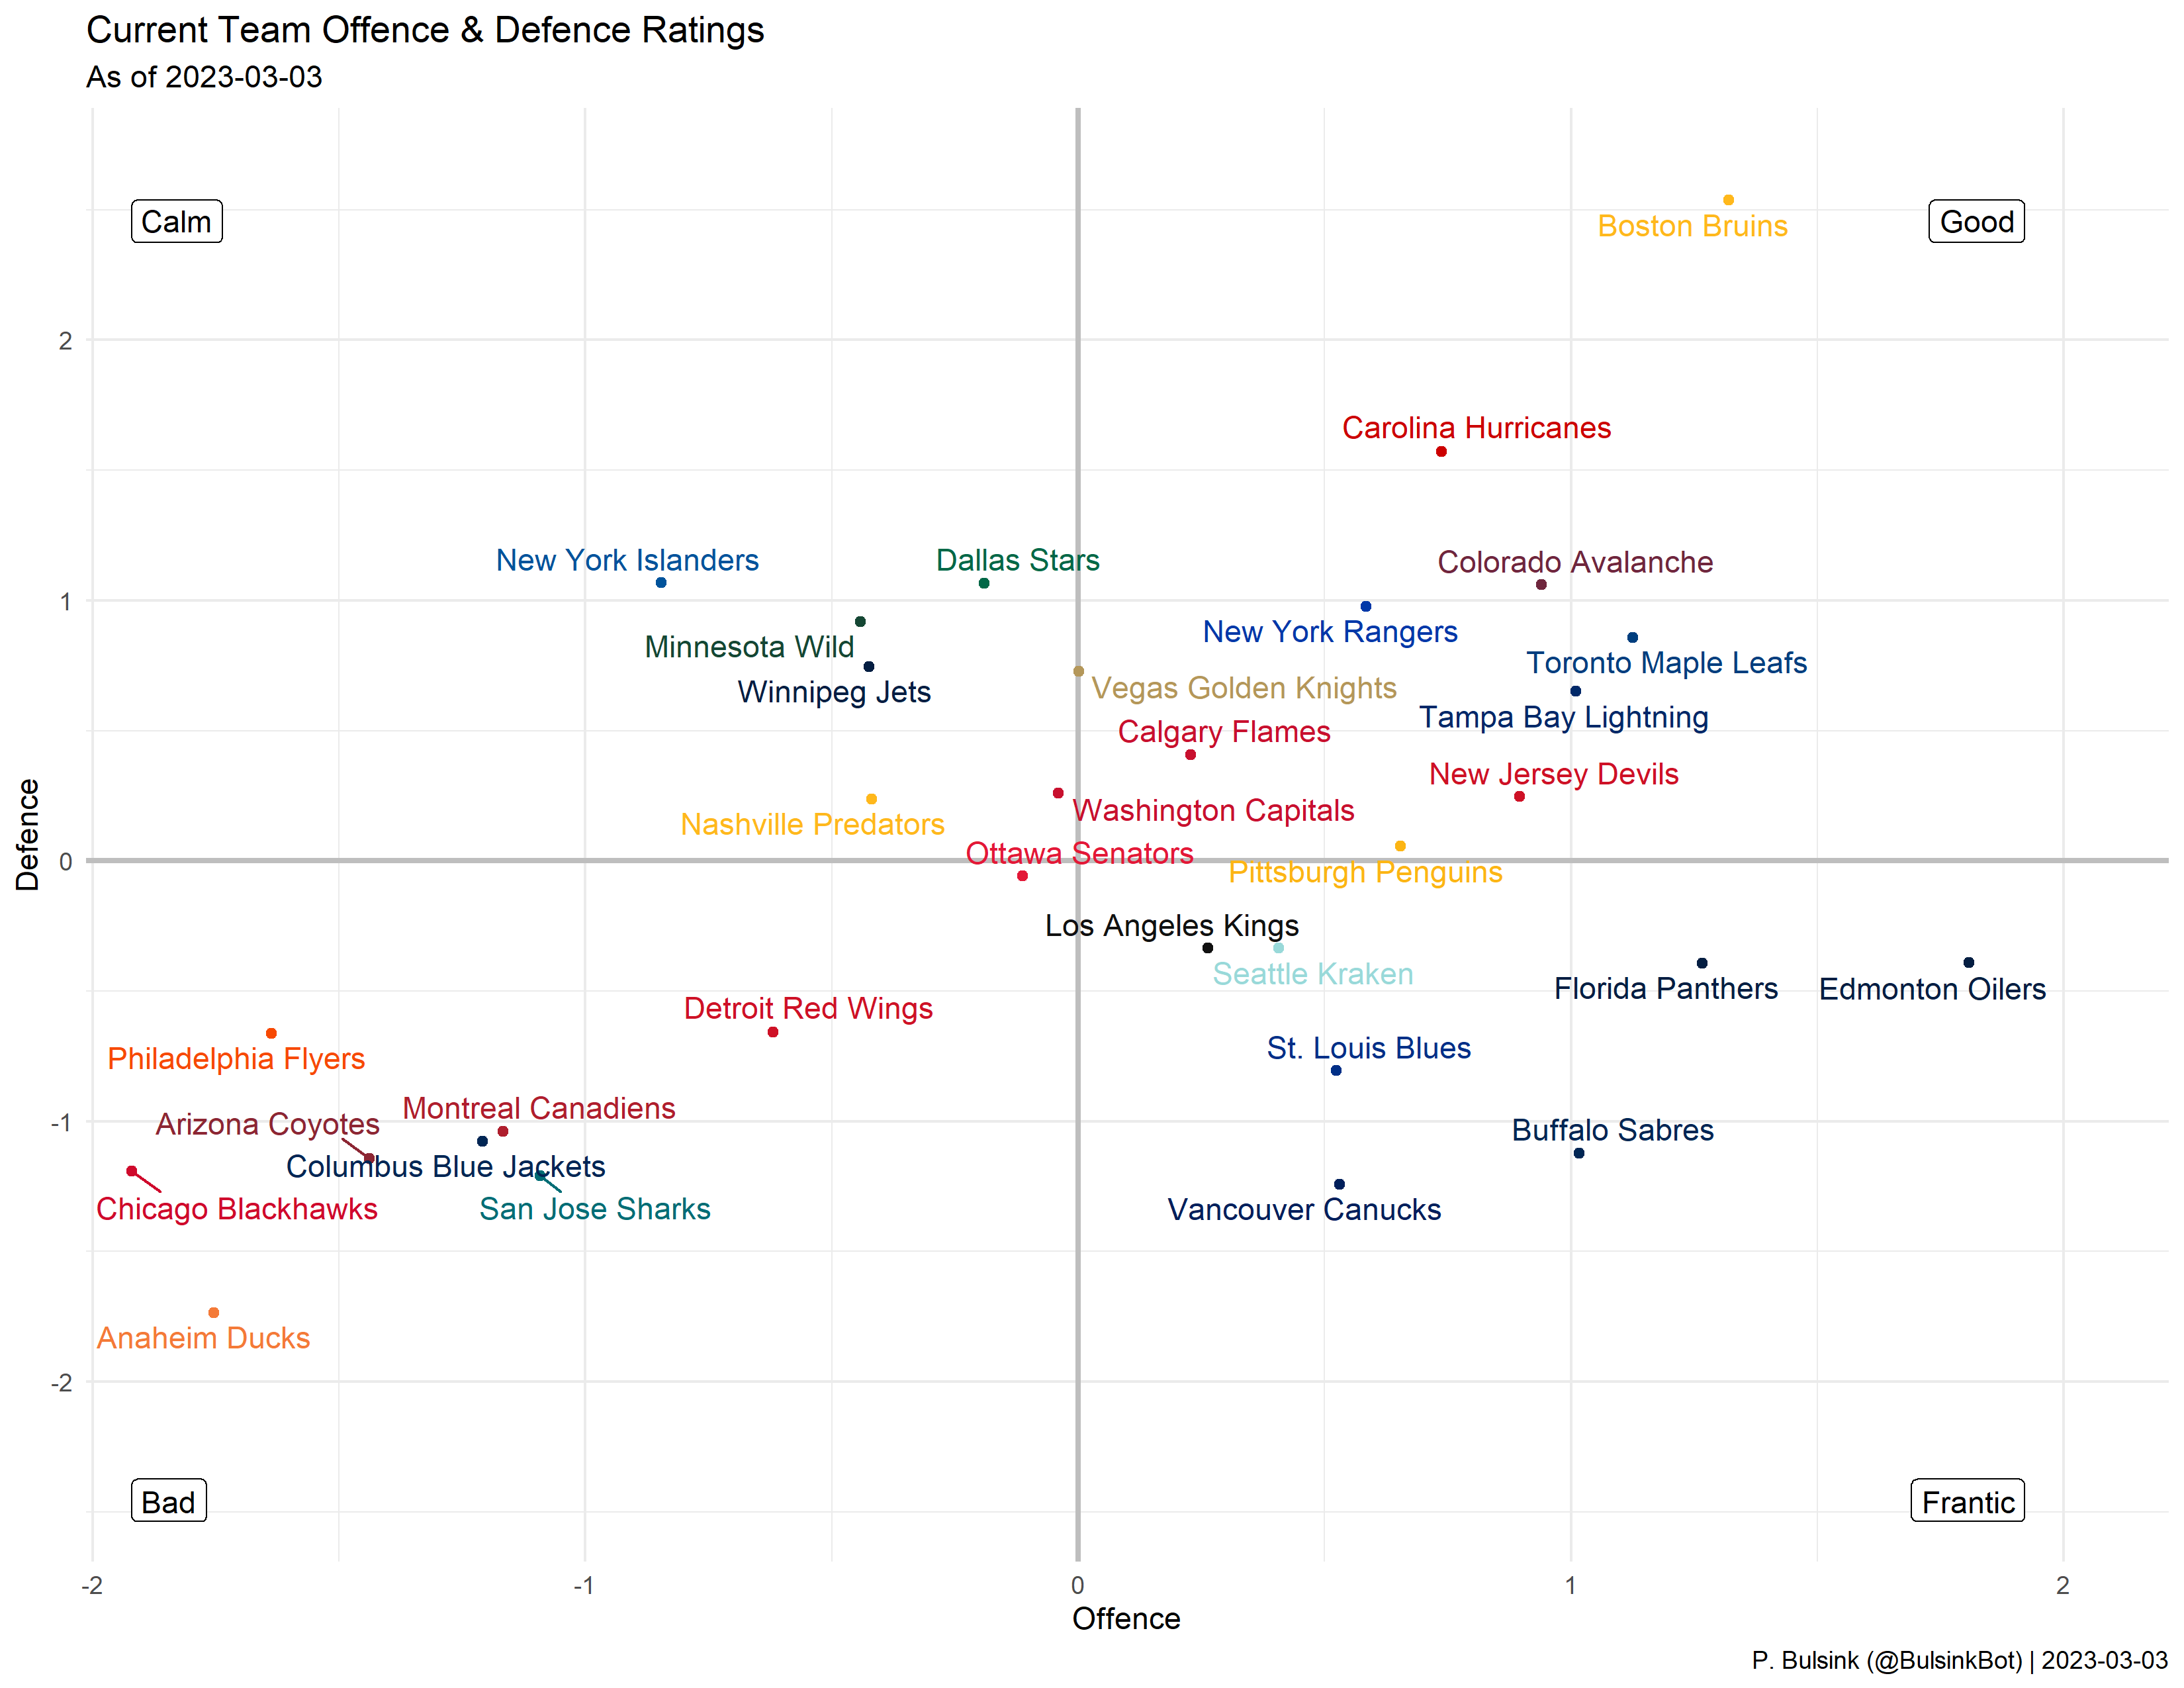 Current Team Offence & Defence Ratings
As of 2023-03-03
Calm
Good
Boston Bruins
2
Carolina Hurricanes
New York Islanders
Dallas Stars
Colorado Avalanche
1
New York Rangers
Minnesota Wild
Toronto Maple Leafs
Winnipeg Jets
Vegas Golden Knights
Tampa Bay Lightning
Calgary Flames
New Jersey Devils
Washington Capitals
Nashville Predators
Defence
Ottawa Senators
0
Pittsburgh Penguins
Los Angeles Kings
Seattle Kraken
Florida Panthers
Edmonton Oilers
Detroit Red Wings
St. Louis Blues
Philadelphia Flyers
Montreal Canadiens
-1
Arizona Coyotes
Buffalo Sabres
Columbus Blue Jackets
Chicago Blackhawks
San Jose Sharks
Vancouver Canucks
Anaheim Ducks
-2
Bad
Frantic
-2
-1
0
1
2
Offence
P. Bulsink (@BulsinkBot) | 2023-03-03